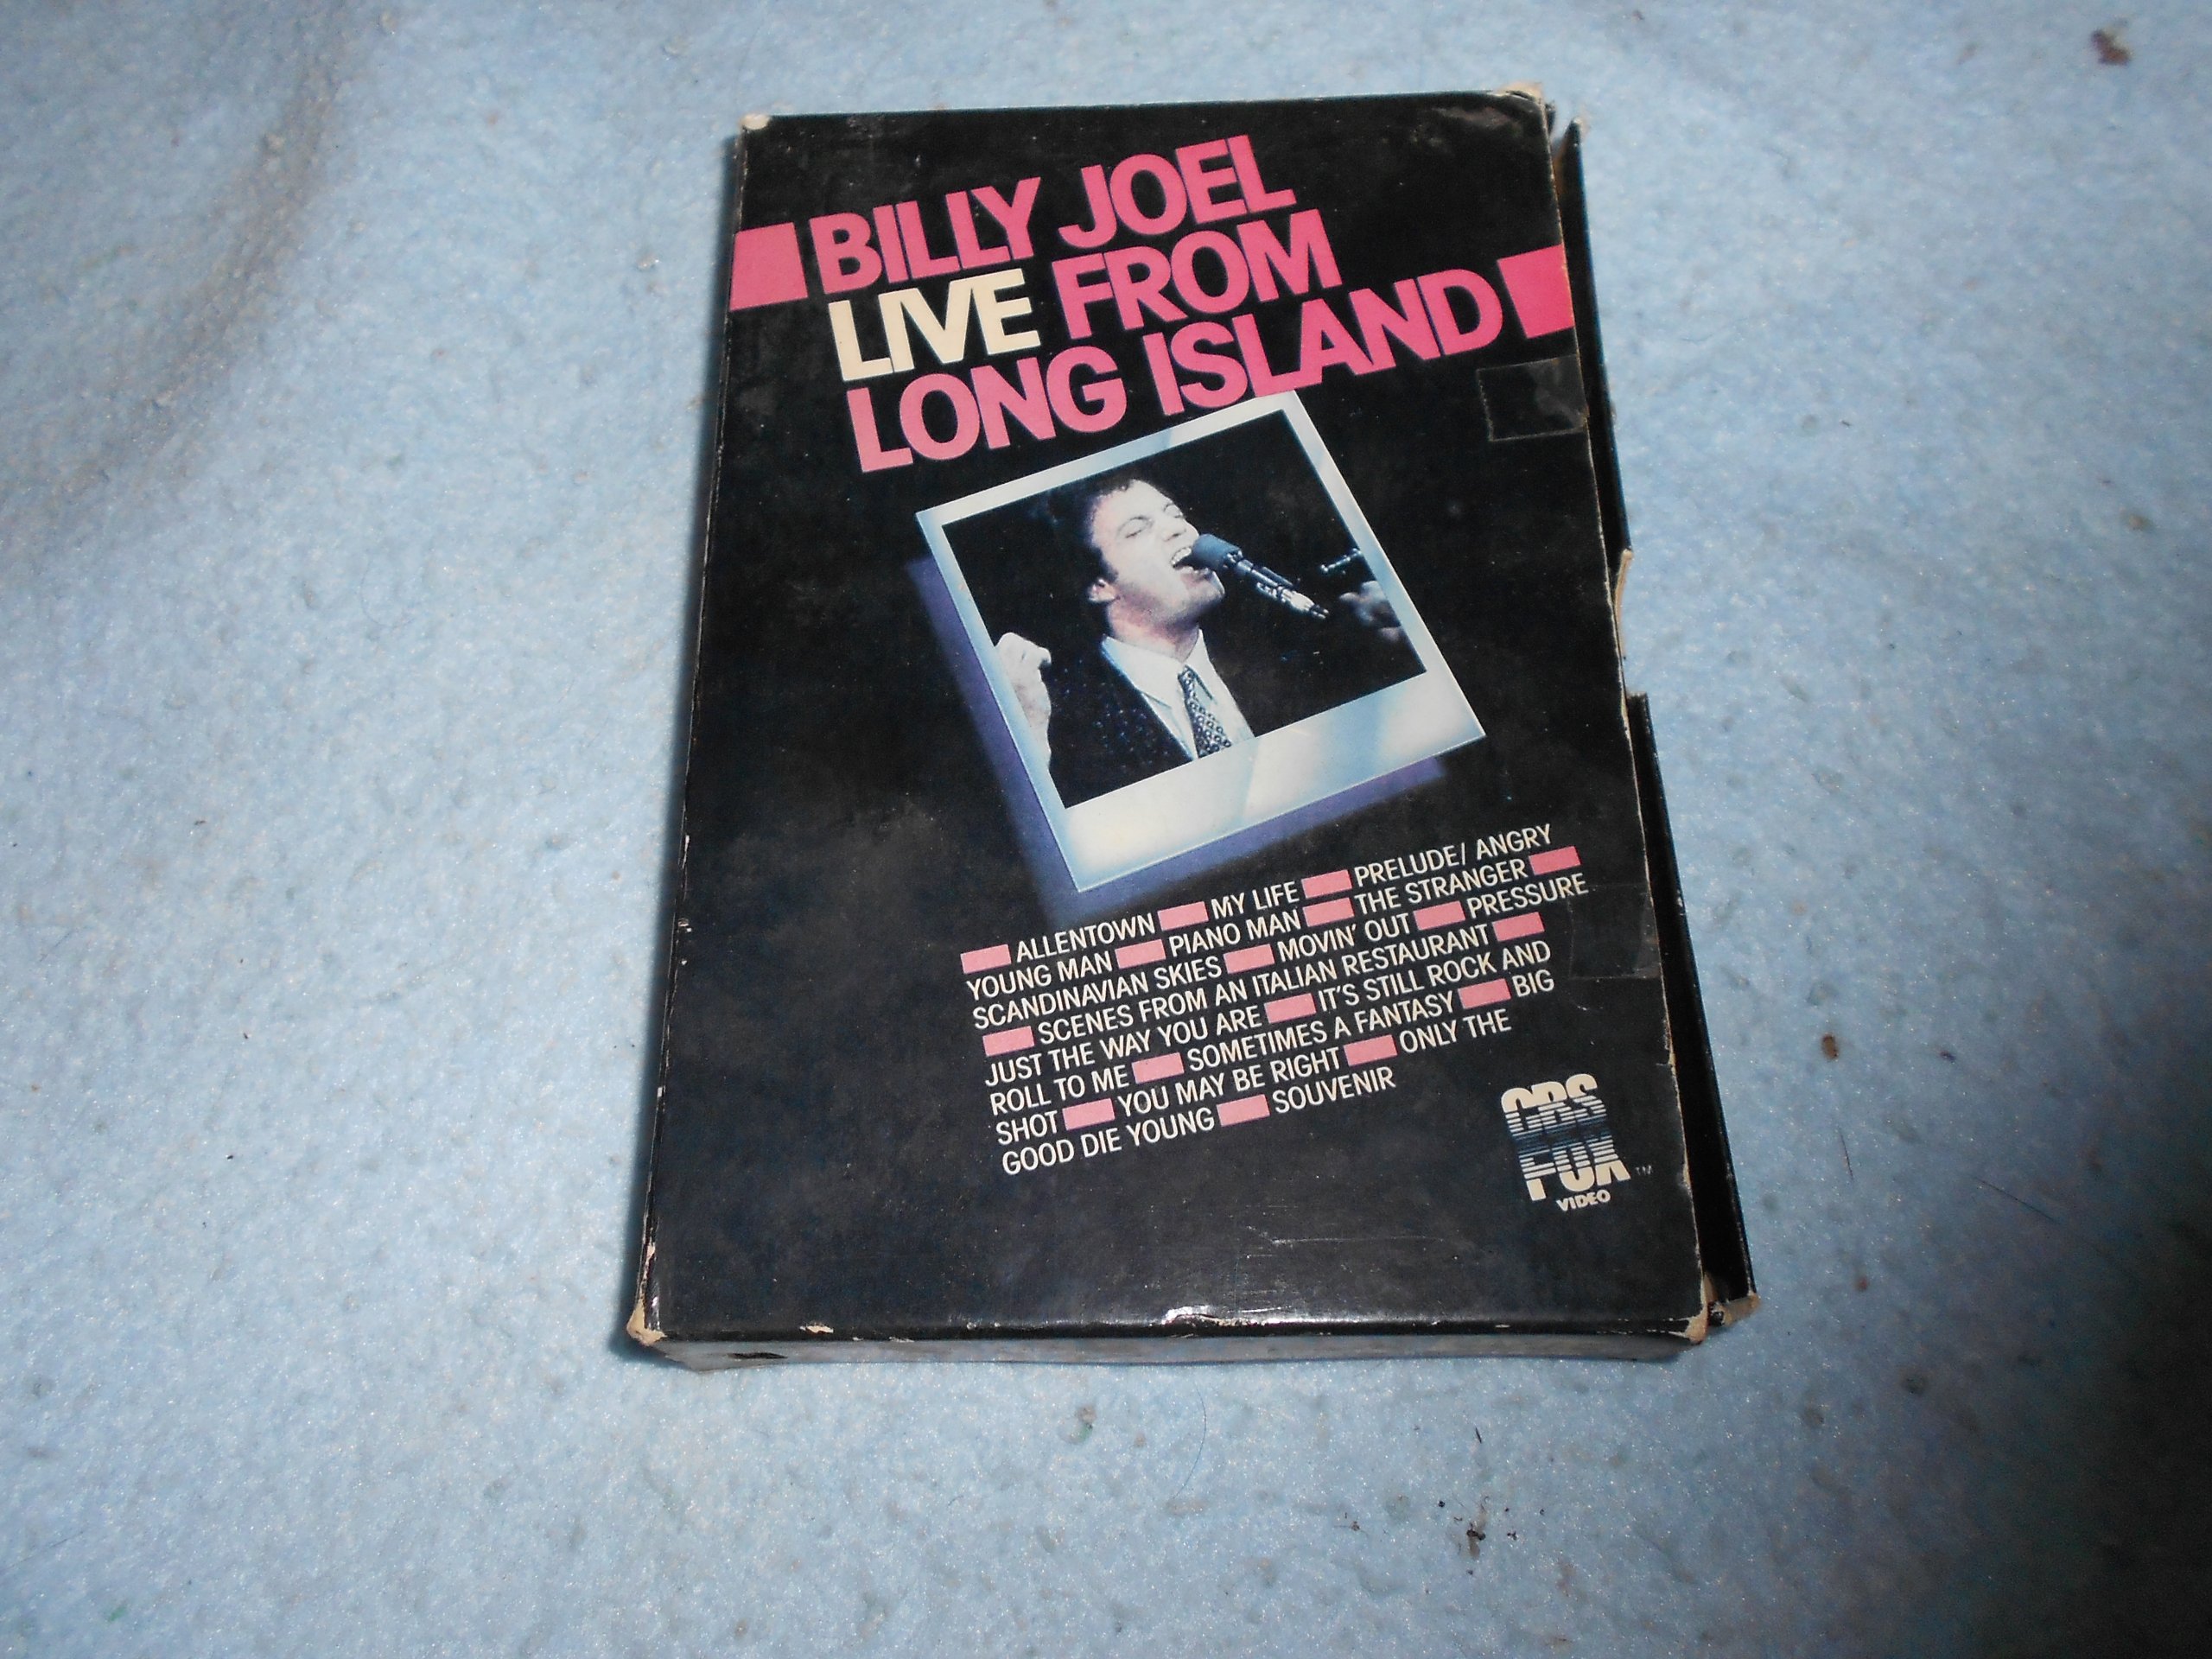 BILLY JOEL
LIVE FROM
LONG ISLAND
ALLENTOWN MY LIFE PRELUDE/ ANGRY
YOUNG MAN PIANO MAN THE STRANGER
SCANDINAVIAN SKIES MOVIN' OUT PRESSURE
SCENES FROM AN ITALIAN RESTAURANT
JUST THE WAY YOU ARE IT'S STILL ROCK AND
ROLL TO ME SOMETIMES A FANTASY BIG
SHOT YOU MAY BE RIGHT ONLY THE
GOOD DIE YOUNG SOUVENIR
CBS
FOX
VIDEO TM